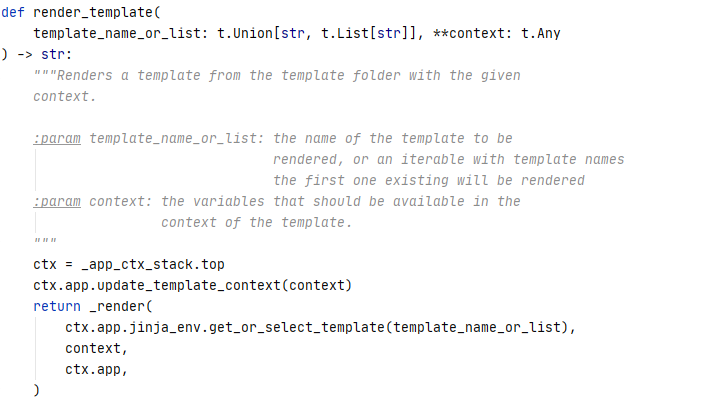 def render_template(
    template_name_or_list: t.Union[str, t.List[str]], **context: t.Any
) -> str:
    """Renders a template from the template folder with the given
    context.

    :param template_name_or_list: the name of the template to be
                                  rendered, or an iterable with template names
                                  the first one existing will be rendered
    :param context: the variables that should be available in the
                    context of the template.
    """
    ctx = _app_ctx_stack.top
    ctx.app.update_template_context(context)
    return _render(
        ctx.app.jinja_env.get_or_select_template(template_name_or_list),
        context,
        ctx.app,
    )